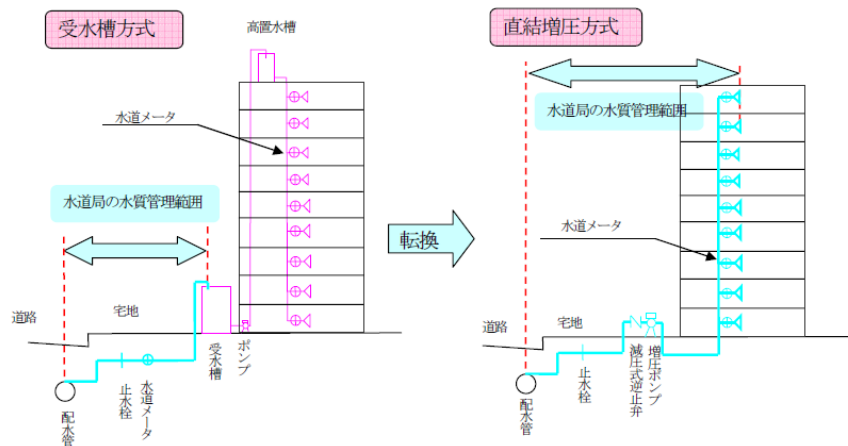 受水槽方式
高置水槽
水道メータ
水道局の水質管理範囲
道路
宅地
配水管
止水栓
水道メータ
受水槽
ポンプ
転換
直結増圧方式
水道局の水質管理範囲
水道メータ
道路
宅地
配水管
止水栓
減圧式逆止弁
増圧ポンプ